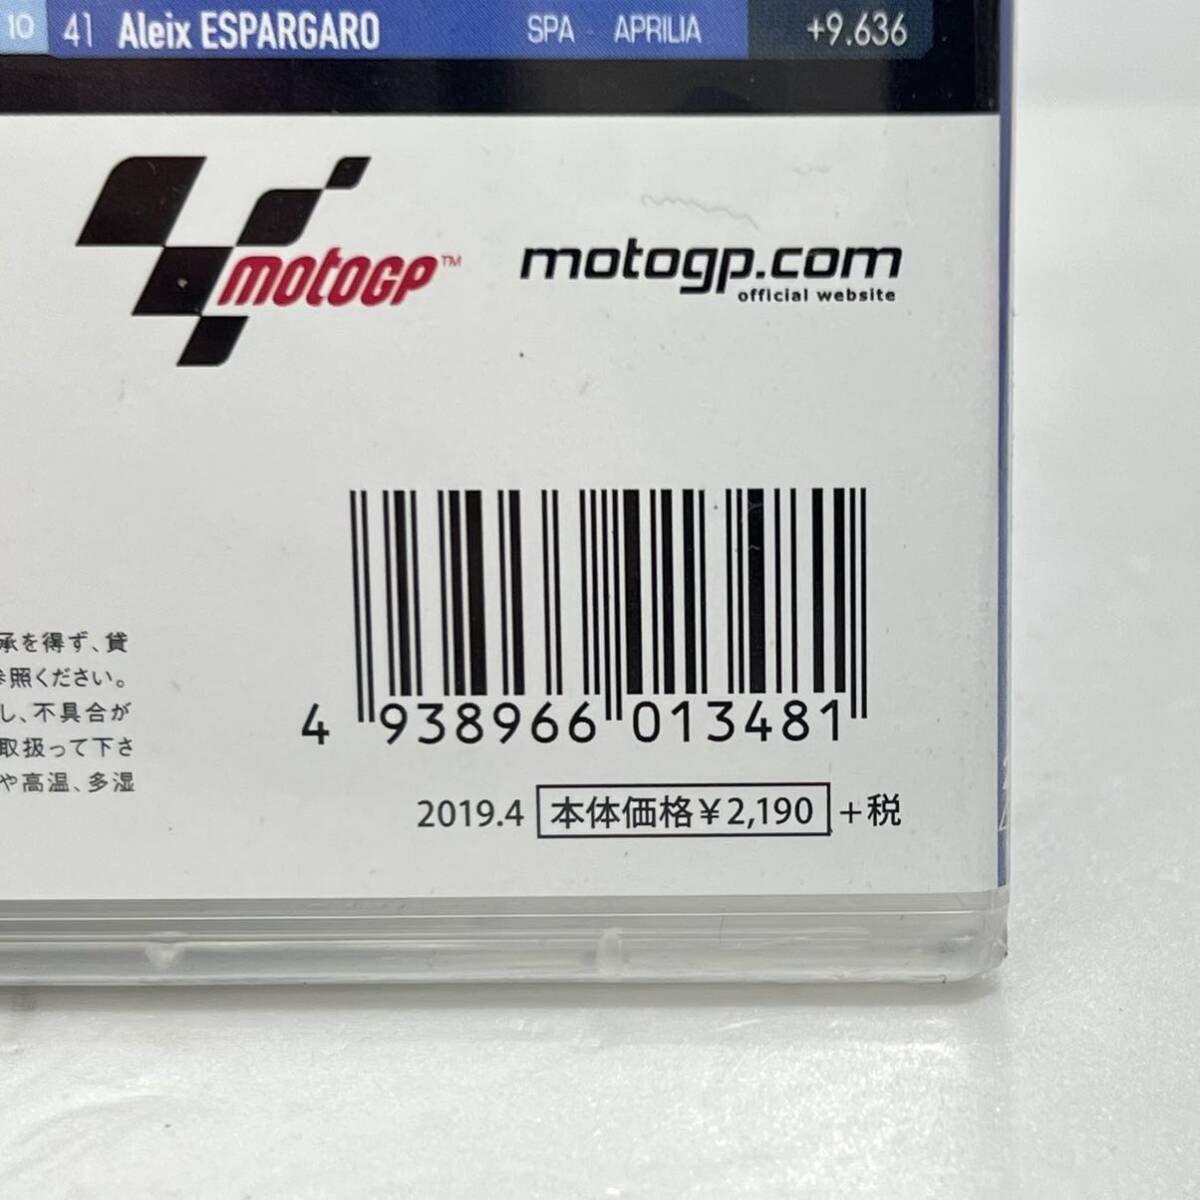 10 41 Aleix ESPARGARO SPA APRILIA +9.636
motoGP™
motogp.com
official website
承を得ず、貸
参照ください。
し、不具合が
取扱って下さ
や高温、多湿
4 938966 013481
2019.4 本体価格￥2,190 +税